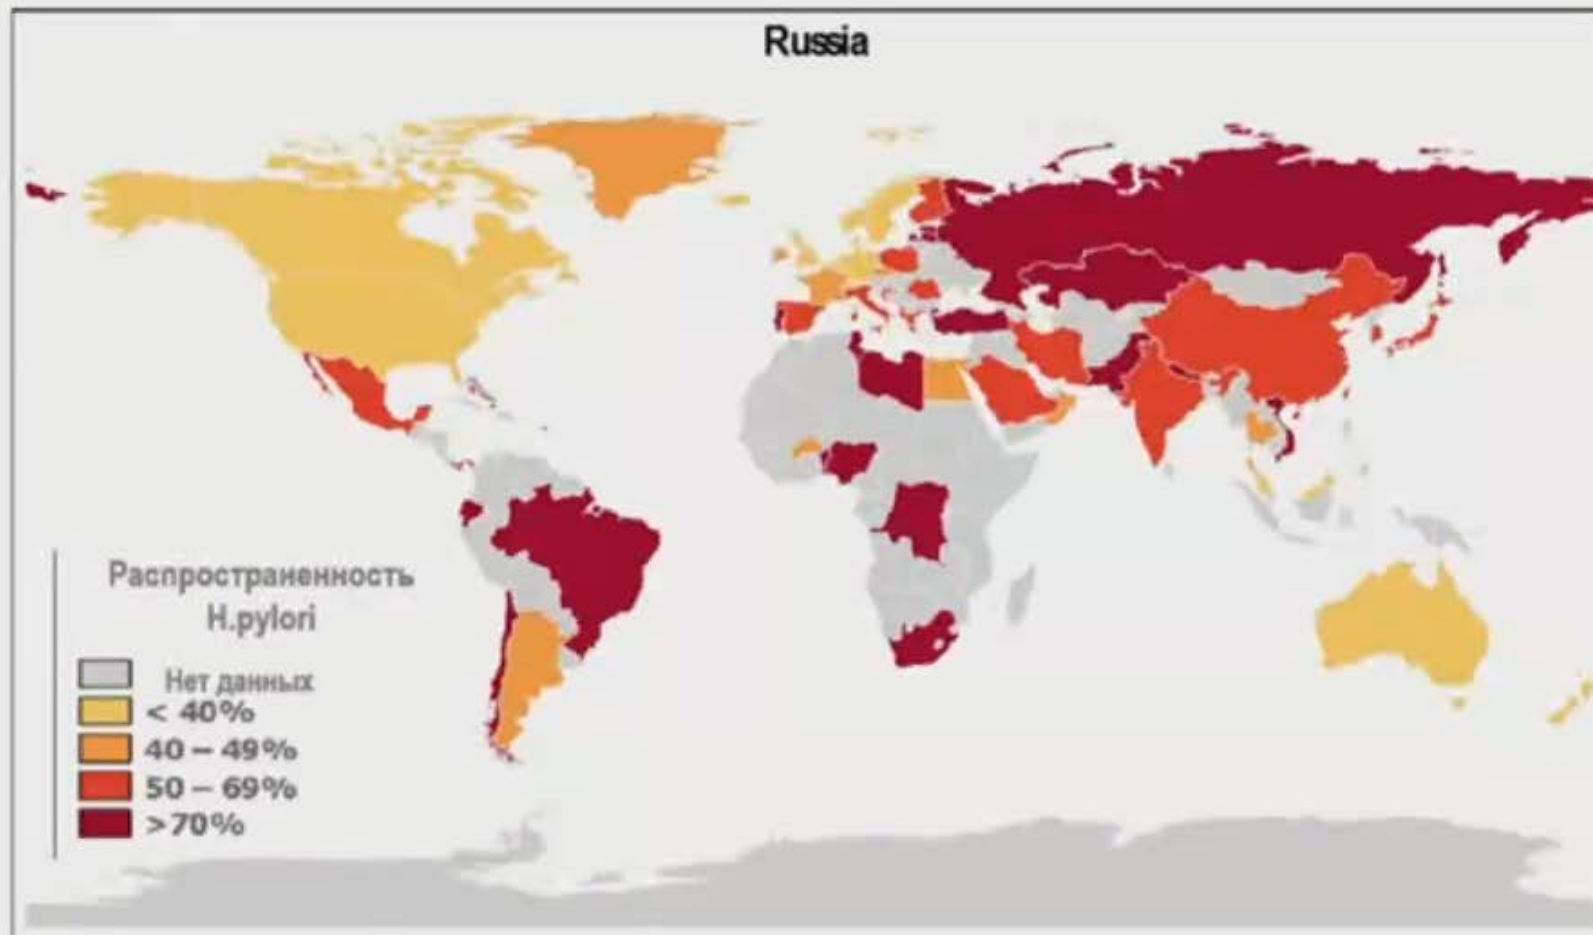 Russia
Распространенность
H.pylori
Нет данных
< 40%
40 – 49%
50 – 69%
>70%